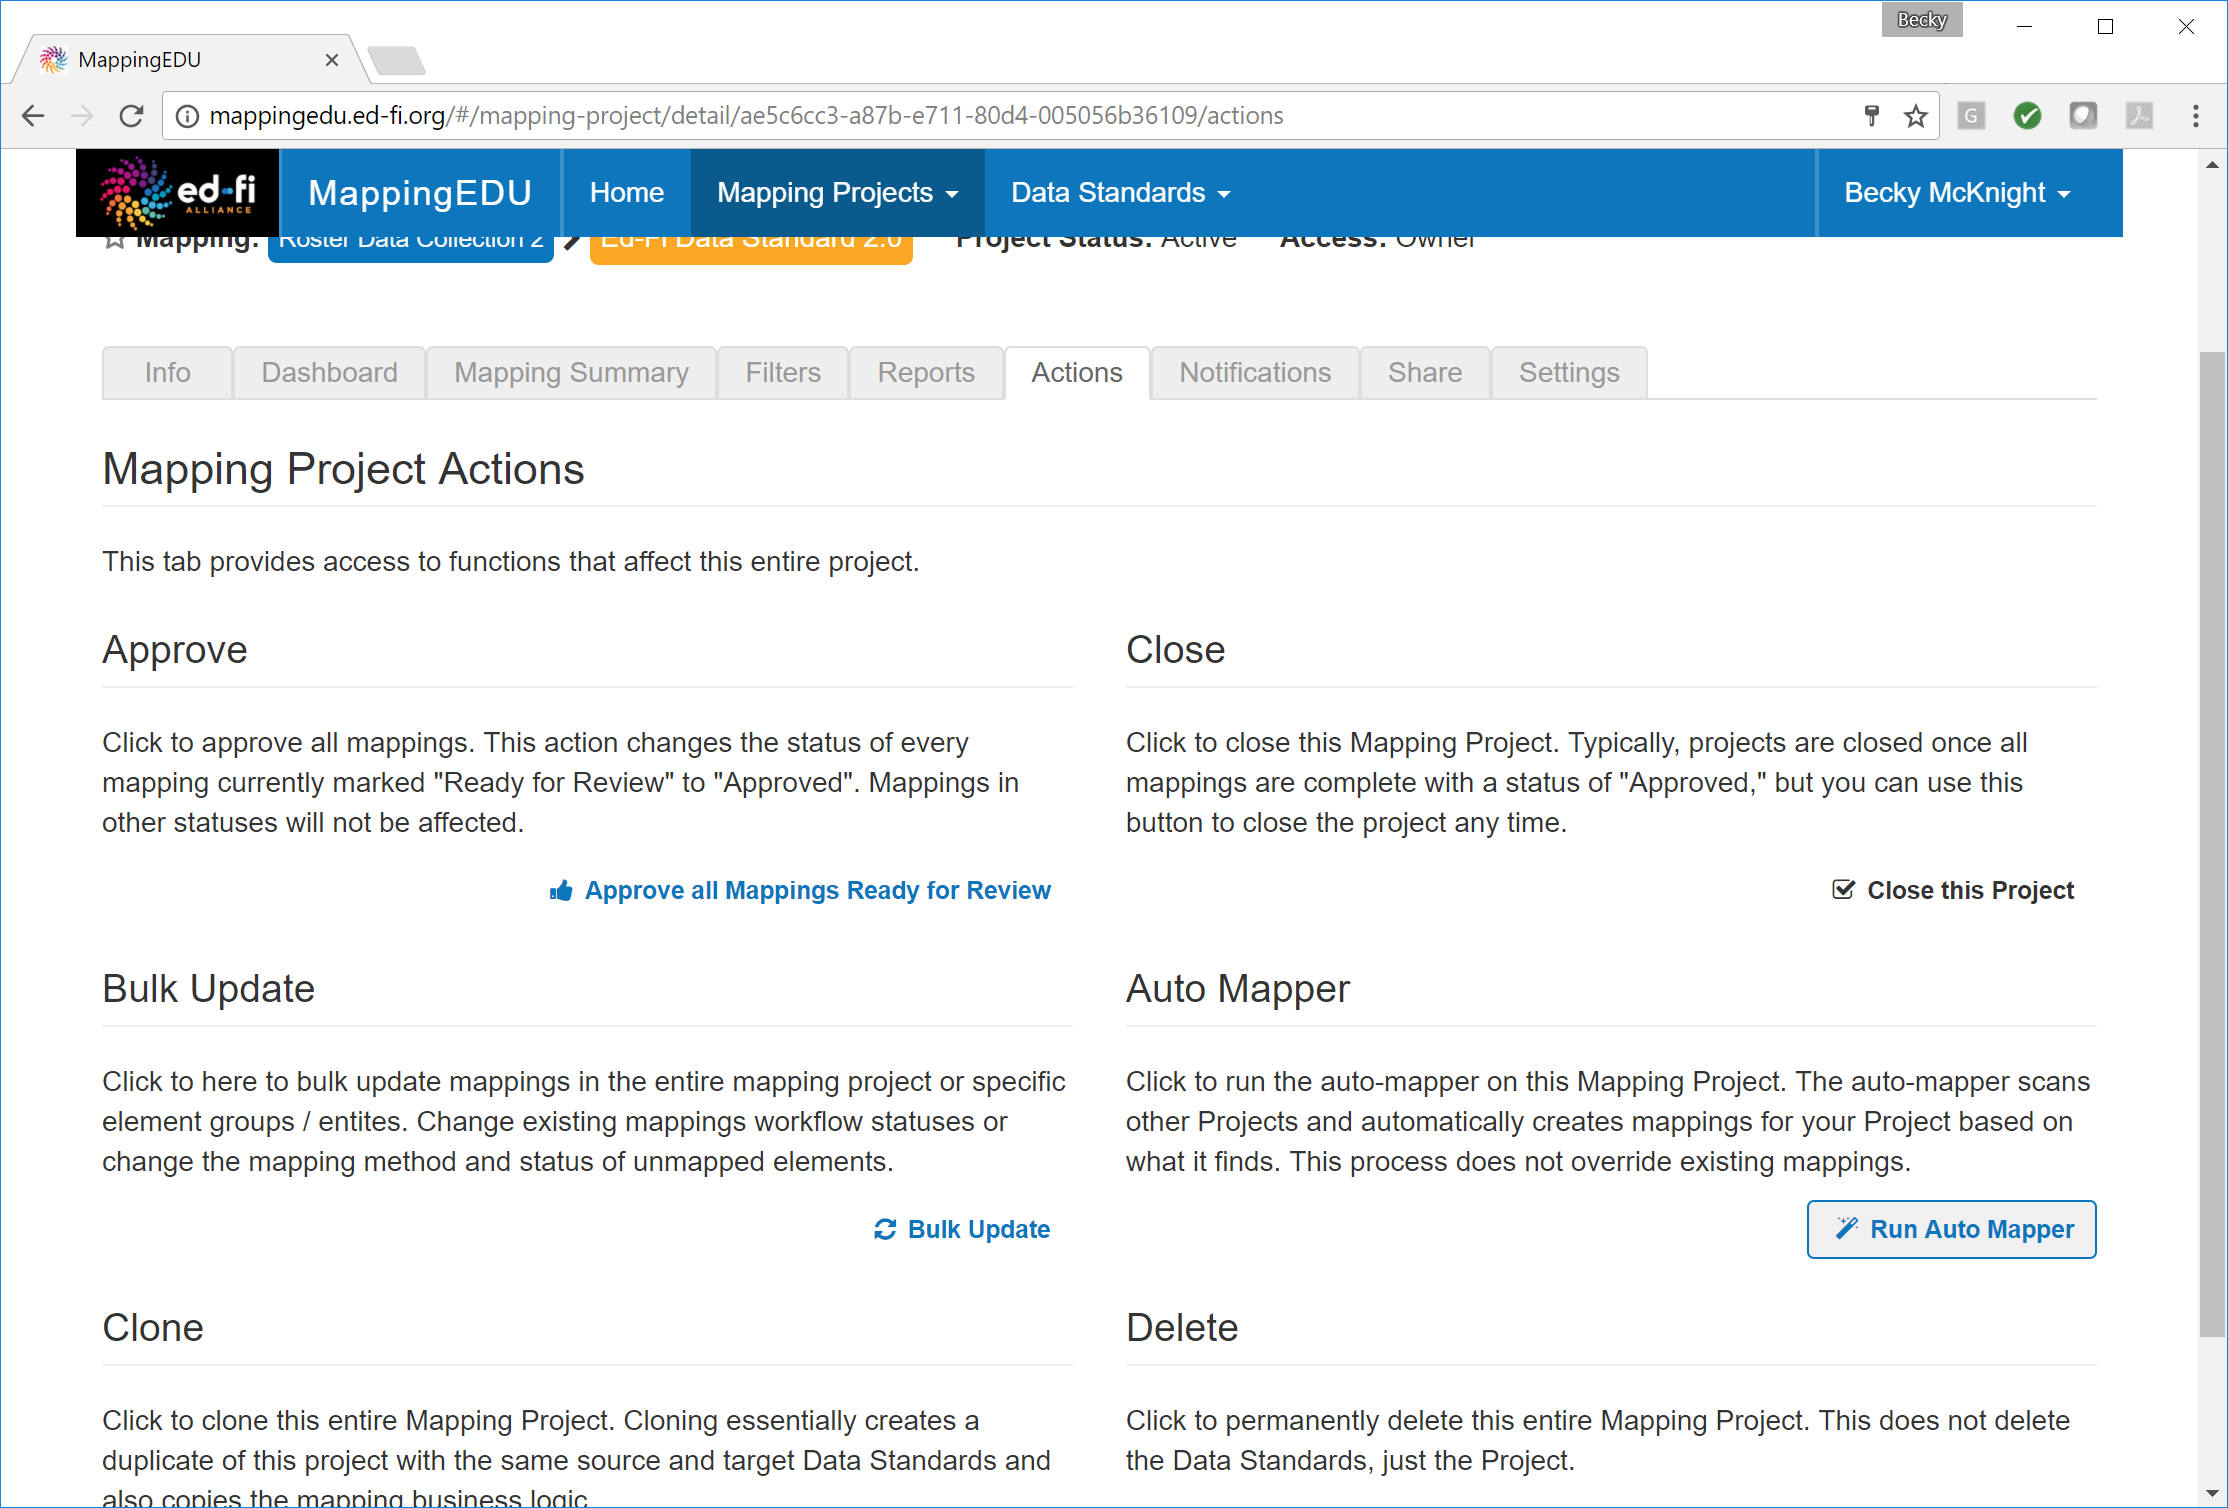 Becky
MappingEDU
mappingedu.ed-fi.org/#/mapping-project/detail/ae5c6cc3-a87b-e711-80d4-005056b36109/actions
G
ed-fi
ALLIANCE
MappingEDU
Home
Mapping Projects
Data Standards
Becky McKnight
Mapping: Roster Data Collection 2 Ed-Fi Data Standard 2.0 Project Status: Active Access: Owner
Info
Dashboard
Mapping Summary
Filters
Reports
Actions
Notifications
Share
Settings
Mapping Project Actions
This tab provides access to functions that affect this entire project.
Approve
Click to approve all mappings. This action changes the status of every
mapping currently marked "Ready for Review" to "Approved". Mappings in
other statuses will not be affected.
Approve all Mappings Ready for Review
Close
Click to close this Mapping Project. Typically, projects are closed once all
mappings are complete with a status of "Approved," but you can use this
button to close the project any time.
Close this Project
Bulk Update
Click to here to bulk update mappings in the entire mapping project or specific
element groups / entites. Change existing mappings workflow statuses or
change the mapping method and status of unmapped elements.
Bulk Update
Auto Mapper
Click to run the auto-mapper on this Mapping Project. The auto-mapper scans
other Projects and automatically creates mappings for your Project based on
what it finds. This process does not override existing mappings.
Run Auto Mapper
Clone
Click to clone this entire Mapping Project. Cloning essentially creates a
duplicate of this project with the same source and target Data Standards and
also copies the mapping business logic
Delete
Click to permanently delete this entire Mapping Project. This does not delete
the Data Standards, just the Project.